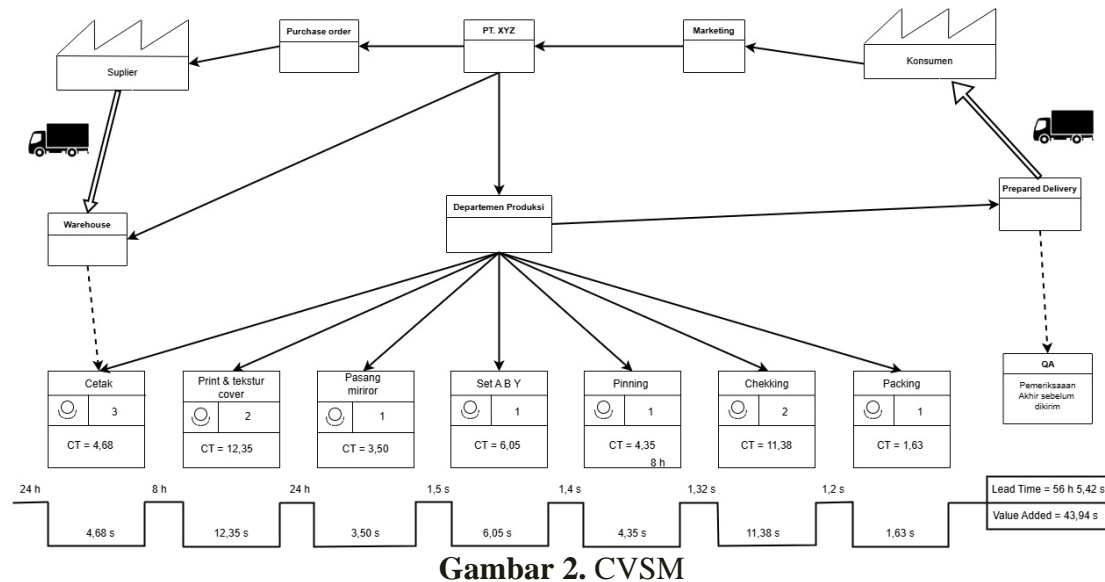 Suplier
Purchase order
PT. XYZ
Marketing
Konsumen
Warehouse
Departemen Produksi
Prepared Delivery
QA
Pemeriksaaan
Akhir sebelum
dikirim
Cetak
3
CT = 4,68
Print & tekstur
cover
2
CT = 12,35
Pasang
miriror
1
CT = 3,50
Set A B Y
1
CT = 6,05
Pinning
1
CT = 4,35
8 h
Chekking
2
CT = 11,38
Packing
1
CT = 1,63
24 h
8 h
24 h
1,5 s
1,4 s
1,32 s
1,2 s
4,68 s
12,35 s
3,50 s
6,05 s
4,35 s
11,38 s
1,63 s
Lead Time = 56 h 5,42 s
Value Added = 43,94 s
Gambar 2. CVSM